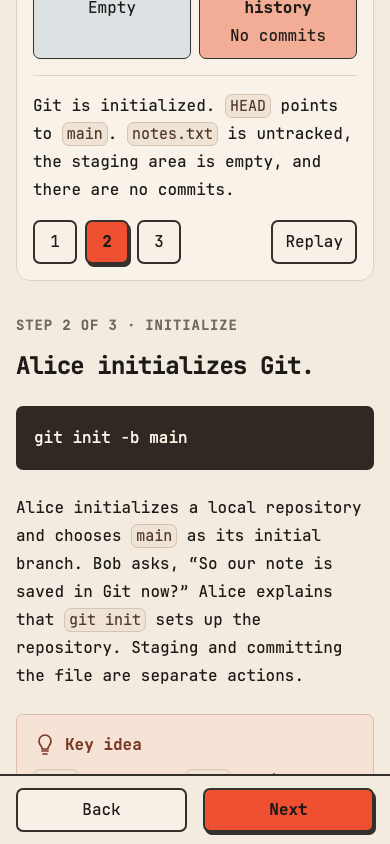 Empty
history
No commits
Git is initialized. HEAD points
to main. notes.txt is untracked,
the staging area is empty, and
there are no commits.
1
2
3
Replay
STEP 2 OF 3 · INITIALIZE
Alice initializes Git.
git init -b main
Alice initializes a local repository
and chooses main as its initial
branch. Bob asks, “So our note is
saved in Git now?” Alice explains
that git init sets up the
repository. Staging and committing
the file are separate actions.
Key idea
Back
Next